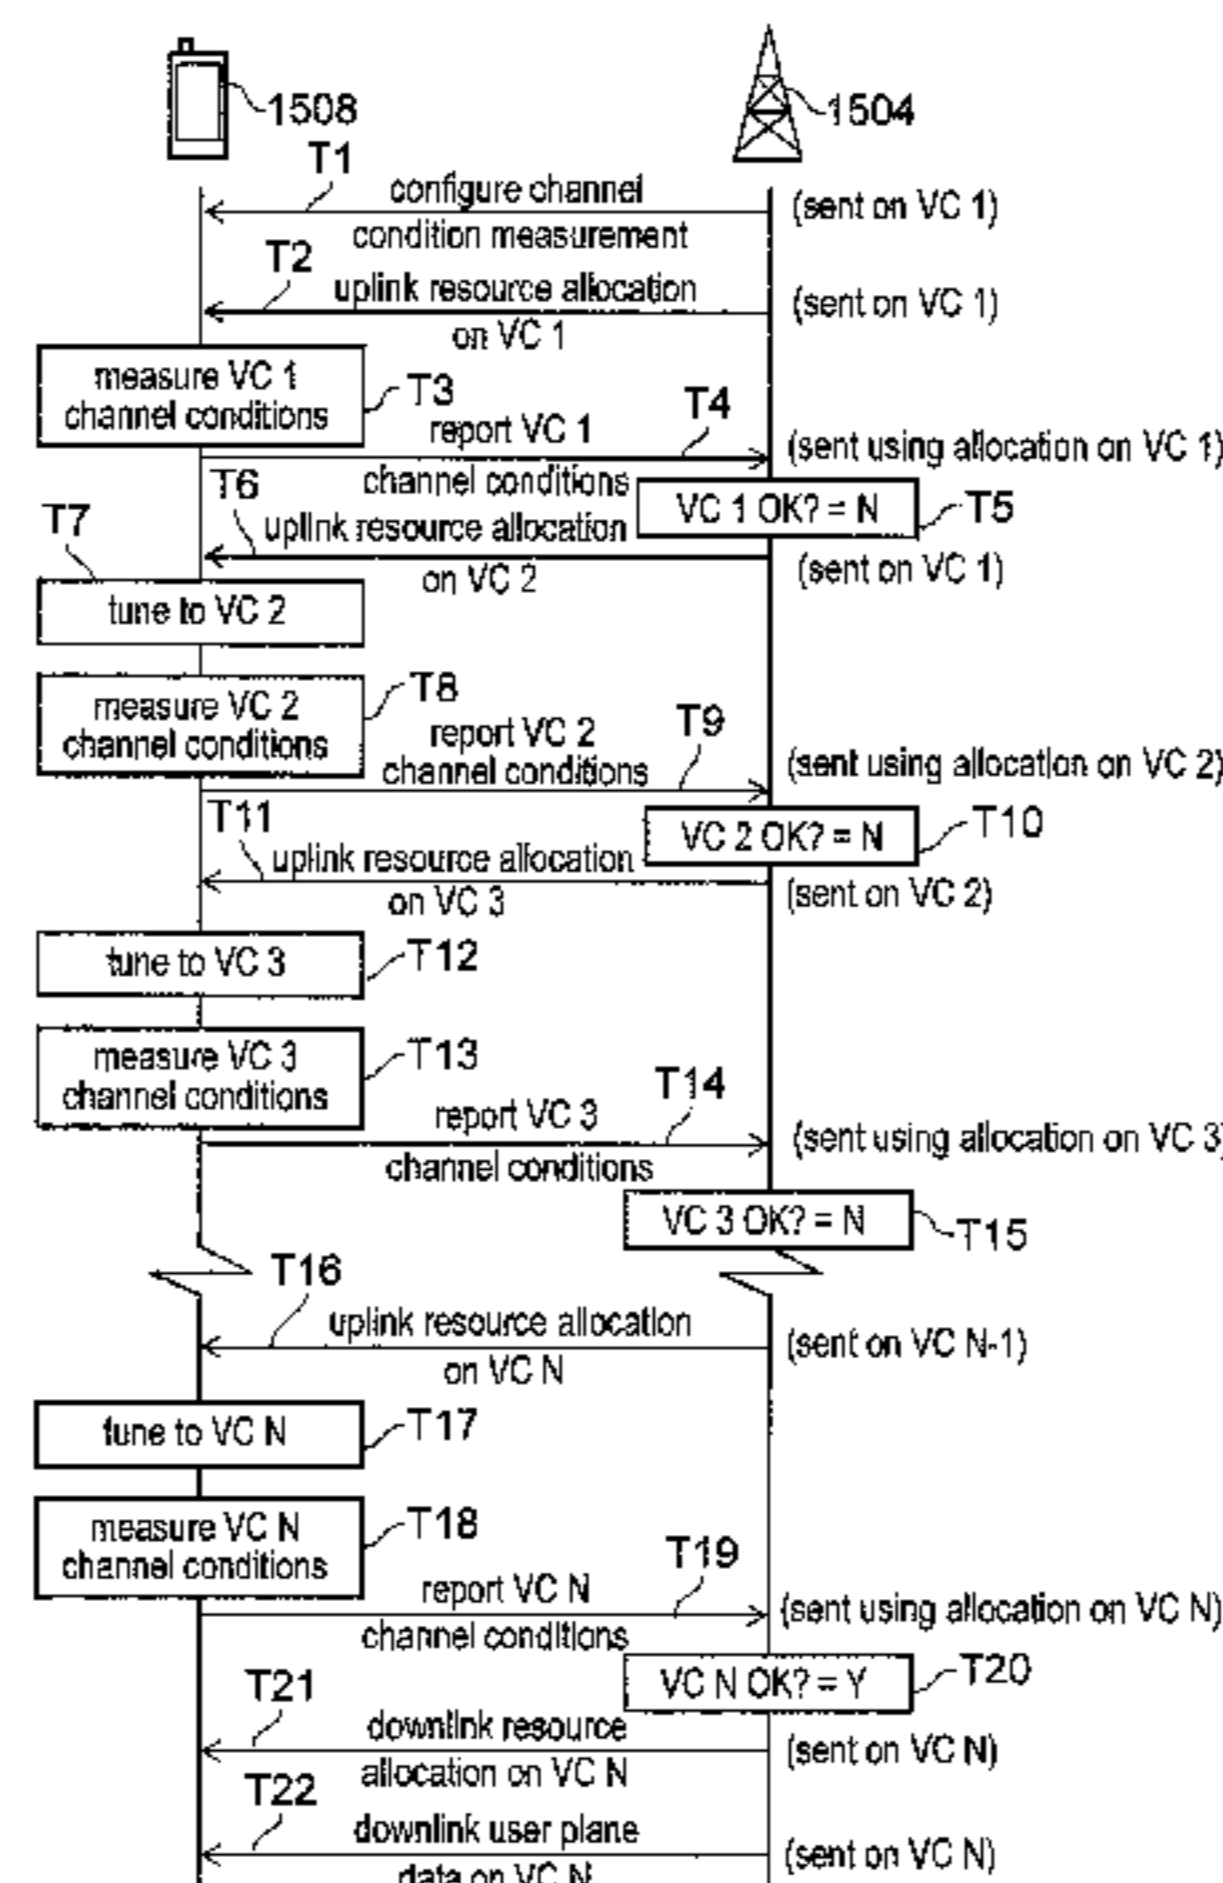 1508
1504
T1
configure channel
condition measurement
(sent on VC 1)
T2
uplink resource allocation
on VC 1
(sent on VC 1)
measure VC 1
channel conditions
T3
report VC 1
channel conditions
T4
(sent using allocation on VC 1)
VC 1 OK? = N
T5
T6
uplink resource allocation
on VC 2
(sent on VC 1)
T7
tune to VC 2
measure VC 2
channel conditions
T8
report VC 2
channel conditions
T9
(sent using allocation on VC 2)
VC 2 OK? = N
T10
T11
uplink resource allocation
on VC 3
(sent on VC 2)
tune to VC 3
T12
measure VC 3
channel conditions
T13
report VC 3
channel conditions
T14
(sent using allocation on VC 3)
VC 3 OK? = N
T15
T16
uplink resource allocation
on VC N
(sent on VC N-1)
tune to VC N
T17
measure VC N
channel conditions
T18
report VC N
channel conditions
T19
(sent using allocation on VC N)
VC N OK? = Y
T20
T21
downlink resource
allocation on VC N
(sent on VC N)
T22
downlink user plane
data on VC N
(sent on VC N)